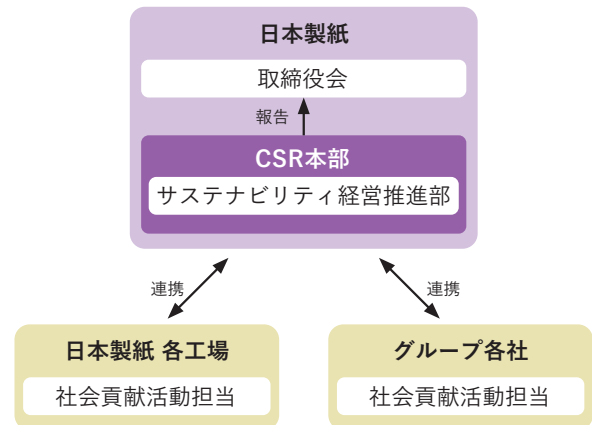 日本製紙
取締役会
報告
CSR本部
サステナビリティ経営推進部
連携
連携
日本製紙 各工場
社会貢献活動担当
グループ各社
社会貢献活動担当